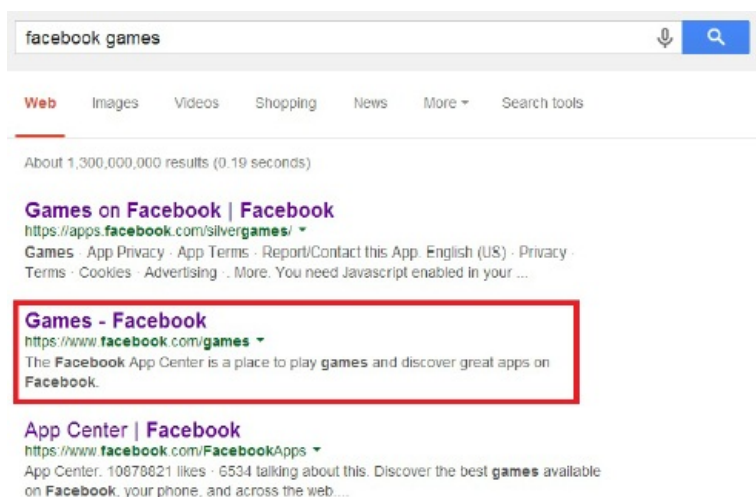 facebook games
Web Images Videos Shopping News More Search tools
About 1,300,000,000 results (0.19 seconds)
Games on Facebook | Facebook
https://apps.facebook.com/silvergames/
Games · App Privacy · App Terms · Report/Contact this App. English (US) · Privacy ·
Terms · Cookies · Advertising · . More. You need Javascript enabled in your ...
Games - Facebook
https://www.facebook.com/games
The Facebook App Center is a place to play games and discover great apps on
Facebook.
App Center | Facebook
https://www.facebook.com/FacebookApps
App Center. 10878821 likes · 6534 talking about this. Discover the best games available
on Facebook, your phone, and across the web....